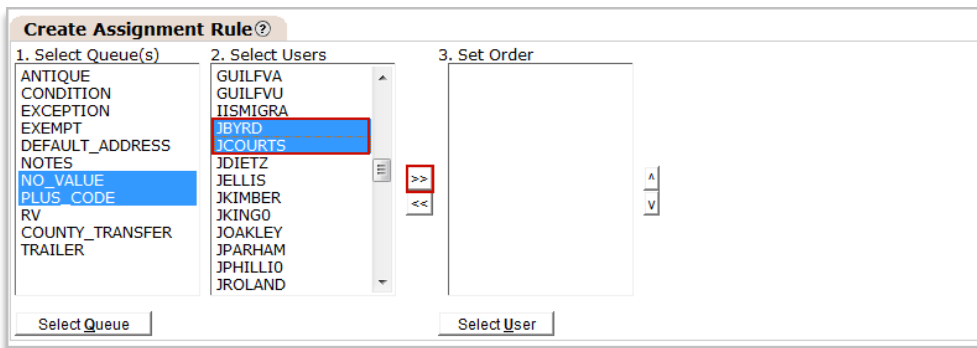 Create Assignment Rule?
1. Select Queue(s)
2. Select Users
3. Set Order
ANTIQUE
CONDITION
EXCEPTION
EXEMPT
DEFAULT_ADDRESS
NOTES
NO_VALUE
PLUS_CODE
RV
COUNTY_TRANSFER
TRAILER
GUILFVA
GUILFVU
IISMIGRA
JBYRD
JCOURTS
JDIETZ
JELLIS
JKIMBER
JKING0
JOAKLEY
JPARHAM
JPHILLI0
JROLAND
>>
<<
^
v
Select Queue
Select User